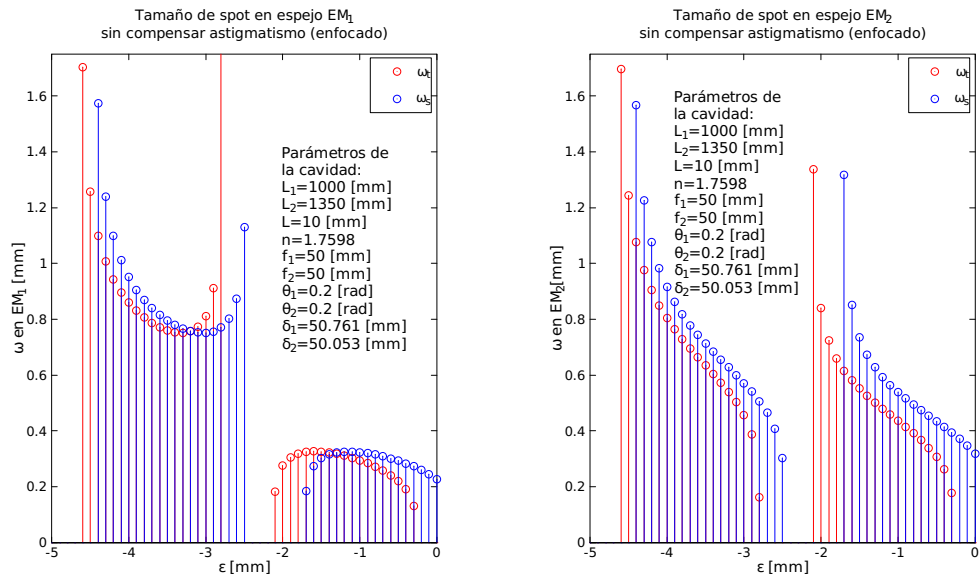 Tamaño de spot en espejo EM₁
sin compensar astigmatismo (enfocado)
ω en EM₁ [mm]
1.6
1.4
1.2
1
0.8
0.6
0.4
0.2
0
-5
-4
-3
-2
-1
0
ε [mm]
ωₜ
ωₛ
Parámetros de
la cavidad:
L₁=1000 [mm]
L₂=1350 [mm]
L=10 [mm]
n=1.7598
f₁=50 [mm]
f₂=50 [mm]
θ₁=0.2 [rad]
θ₂=0.2 [rad]
δ₁=50.761 [mm]
δ₂=50.053 [mm]
Tamaño de spot en espejo EM₂
sin compensar astigmatismo (enfocado)
ω en EM₂[mm]
1.6
1.4
1.2
1
0.8
0.6
0.4
0.2
0
-5
-4
-3
-2
-1
0
ε [mm]
ωₜ
ωₛ
Parámetros de
la cavidad:
L₁=1000 [mm]
L₂=1350 [mm]
L=10 [mm]
n=1.7598
f₁=50 [mm]
f₂=50 [mm]
θ₁=0.2 [rad]
θ₂=0.2 [rad]
δ₁=50.761 [mm]
δ₂=50.053 [mm]